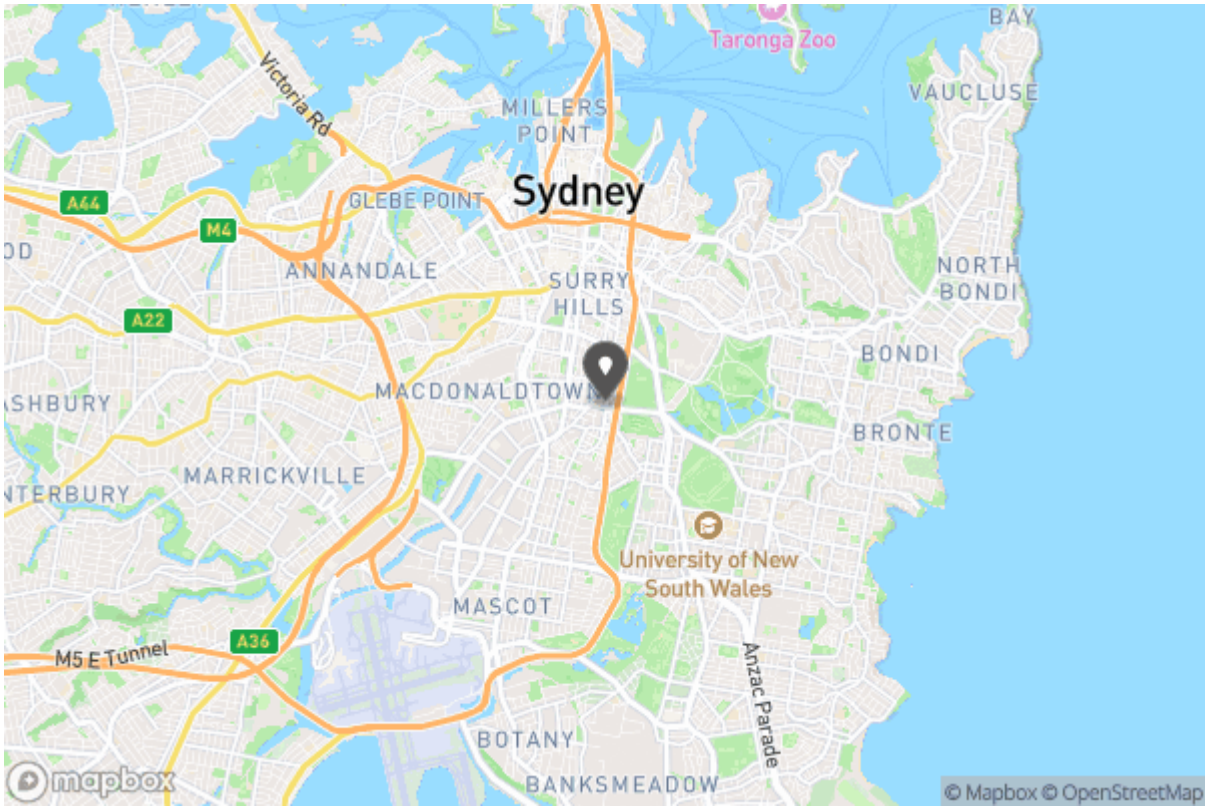 BAY
Taronga Zoo
VAUCLUSE
Victoria Rd
MILLERS
POINT
Sydney
A44
GLEBE POINT
M4
OD
ANNANDALE
SURRY
HILLS
NORTH
BONDI
A22
BONDI
MACDONALDTOWN
ASHBURY
BRONTE
MARRICKVILLE
NTERBURY
University of New
South Wales
MASCOT
A36
M5 E Tunnel
Anzac Parade
BOTANY
BANKSMEADOW
mapbox
© Mapbox © OpenStreetMap